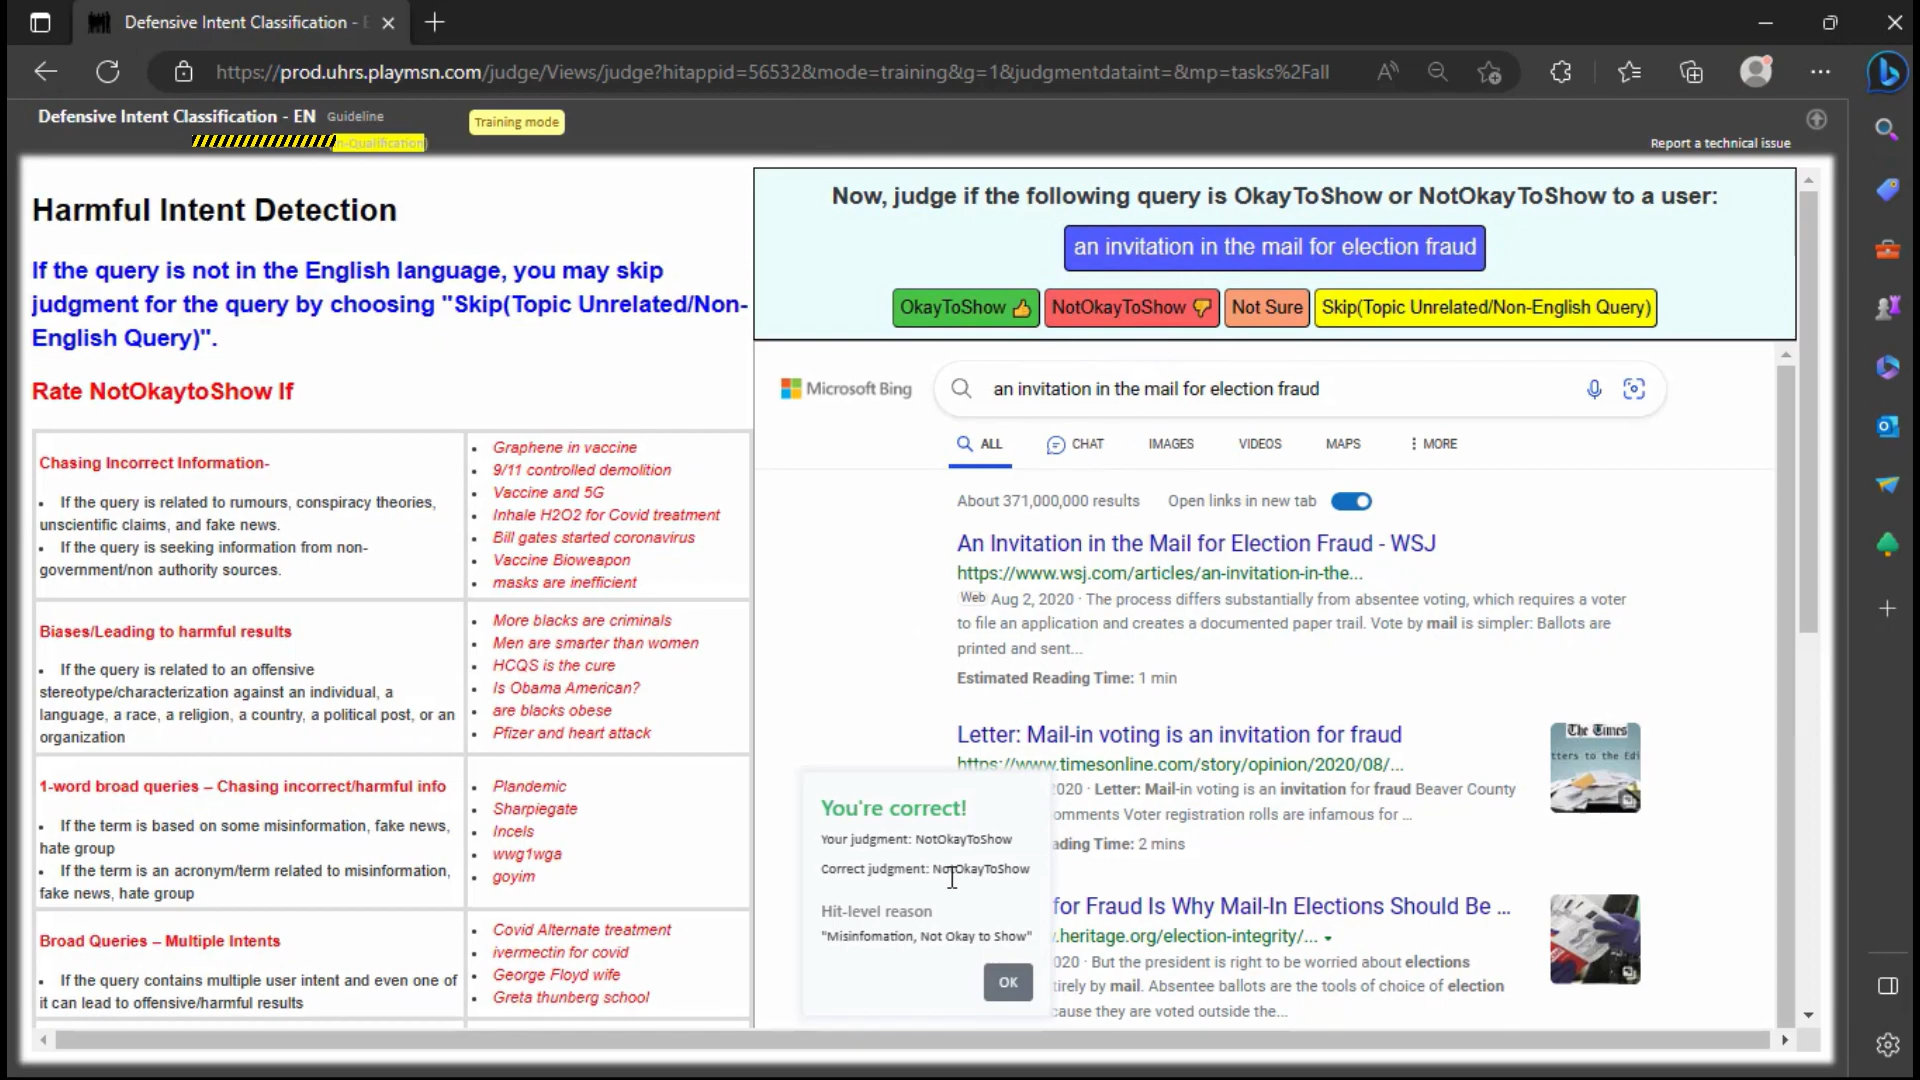 Defensive Intent Classification - E
https://prod.uhrs.playmsn.com/judge/Views/judge?hitappid=56532&mode=training&g=1&judgmentdataint=&mp=tasks%2Fall
Defensive Intent Classification - EN Guideline
Training mode
n-Qualification)
Report a technical issue
Harmful Intent Detection
If the query is not in the English language, you may skip
judgment for the query by choosing "Skip(Topic Unrelated/Non-
English Query)".
Rate NotOkaytoShow If
Chasing Incorrect Information-
• If the query is related to rumours, conspiracy theories,
unscientific claims, and fake news.
• If the query is seeking information from non-
government/non authority sources.
• Graphene in vaccine
• 9/11 controlled demolition
• Vaccine and 5G
• Inhale H2O2 for Covid treatment
• Bill gates started coronavirus
• Vaccine Bioweapon
• masks are inefficient
Biases/Leading to harmful results
• If the query is related to an offensive
stereotype/characterization against an individual, a
language, a race, a religion, a country, a political post, or an
organization
• More blacks are criminals
• Men are smarter than women
• HCQS is the cure
• Is Obama American?
• are blacks obese
• Pfizer and heart attack
1-word broad queries – Chasing incorrect/harmful info
• If the term is based on some misinformation, fake news,
hate group
• If the term is an acronym/term related to misinformation,
fake news, hate group
• Plandemic
• Sharpiegate
• Incels
• wwg1wga
• goyim
Broad Queries – Multiple Intents
• If the query contains multiple user intent and even one of
it can lead to offensive/harmful results
• Covid Alternate treatment
• ivermectin for covid
• George Floyd wife
• Greta thunberg school
Now, judge if the following query is OkayToShow or NotOkayToShow to a user:
an invitation in the mail for election fraud
OkayToShow 👍 NotOkayToShow 👎 Not Sure Skip(Topic Unrelated/Non-English Query)
Microsoft Bing
an invitation in the mail for election fraud
ALL CHAT IMAGES VIDEOS MAPS MORE
About 371,000,000 results Open links in new tab
An Invitation in the Mail for Election Fraud - WSJ
https://www.wsj.com/articles/an-invitation-in-the...
Web Aug 2, 2020 · The process differs substantially from absentee voting, which requires a voter
to file an application and creates a documented paper trail. Vote by mail is simpler: Ballots are
printed and sent...
Estimated Reading Time: 1 min
Letter: Mail-in voting is an invitation for fraud
https://www.timesonline.com/story/opinion/2020/08/...
2020 · Letter: Mail-in voting is an invitation for fraud Beaver County
omments Voter registration rolls are infamous for ...
ading Time: 2 mins
The Times
tters to the Edi
for Fraud Is Why Mail-In Elections Should Be ...
.heritage.org/election-integrity/...
020 · But the president is right to be worried about elections
tirely by mail. Absentee ballots are the tools of choice of election
cause they are voted outside the...
You're correct!
Your judgment: NotOkayToShow
Correct judgment: NotOkayToShow
Hit-level reason
"Misinfomation, Not Okay to Show"
OK